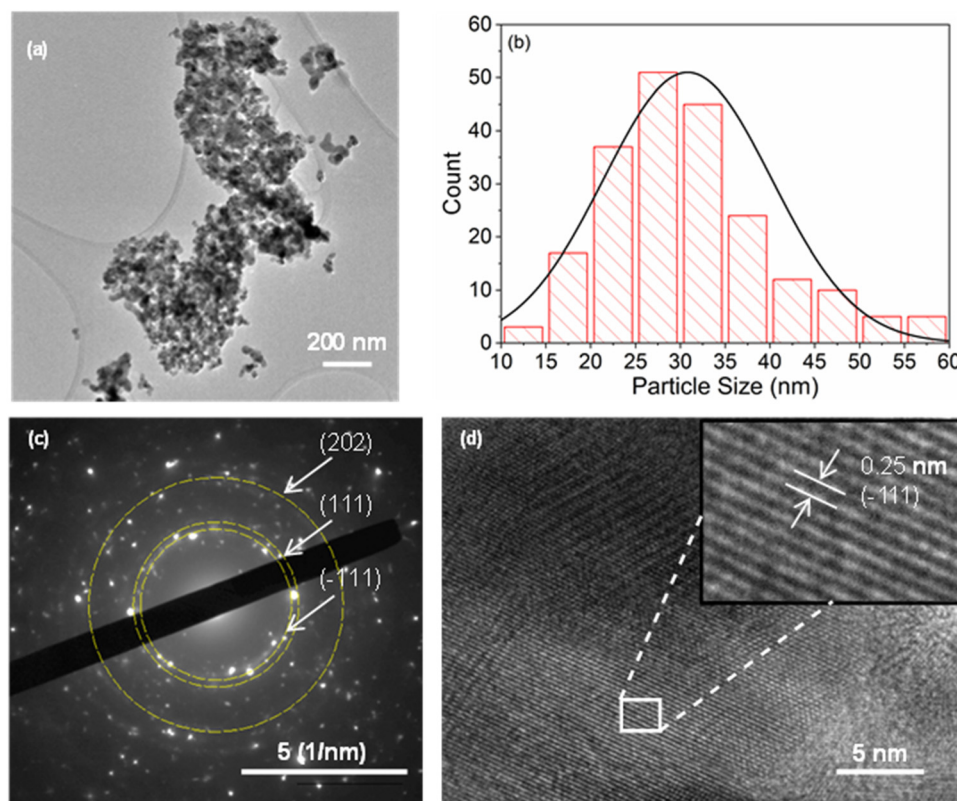 (a)
200 nm
(b)
60
50
40
30
20
10
0
Count
10 15 20 25 30 35 40 45 50 55 60
Particle Size (nm)
(c)
(202)
(111)
(-111)
5 (1/nm)
(d)
0.25 nm
(-111)
5 nm